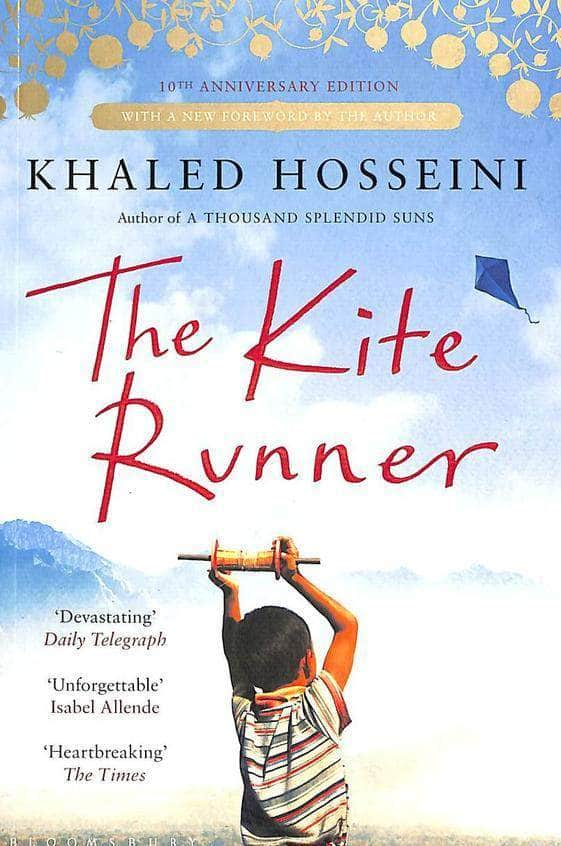 10TH ANNIVERSARY EDITION
WITH A NEW FOREWORD BY THE AUTHOR
KHALED HOSSEINI
Author of A THOUSAND SPLENDID SUNS
The Kite
Runner
‘Devastating’
Daily Telegraph
‘Unforgettable’
Isabel Allende
‘Heartbreaking’
The Times
BLOOMSBURY